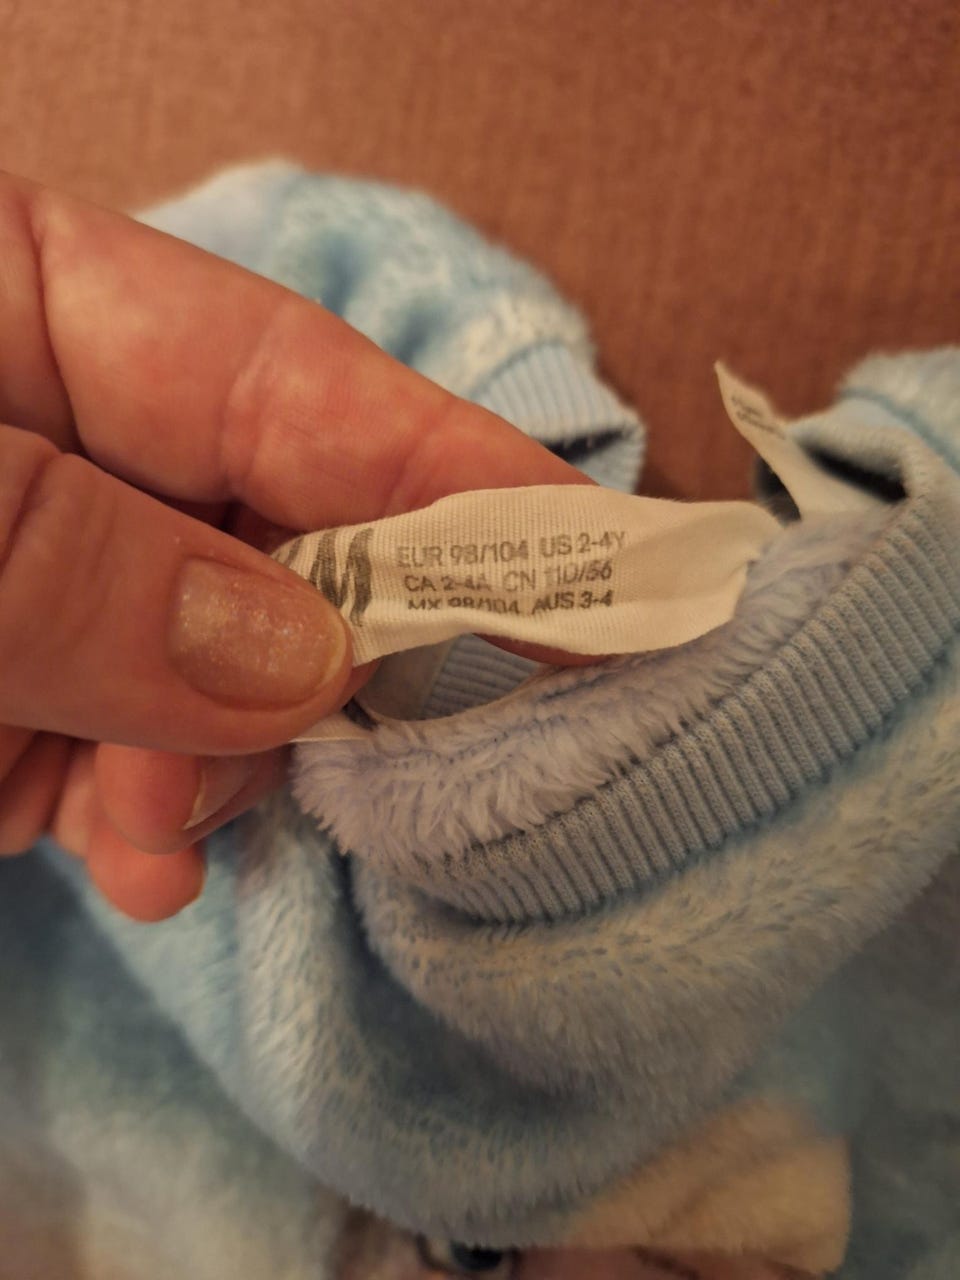 M
EUR 98/104 US 2-4Y
CA 2-4A CN 110/56
MX 98/104 AUS 3-4